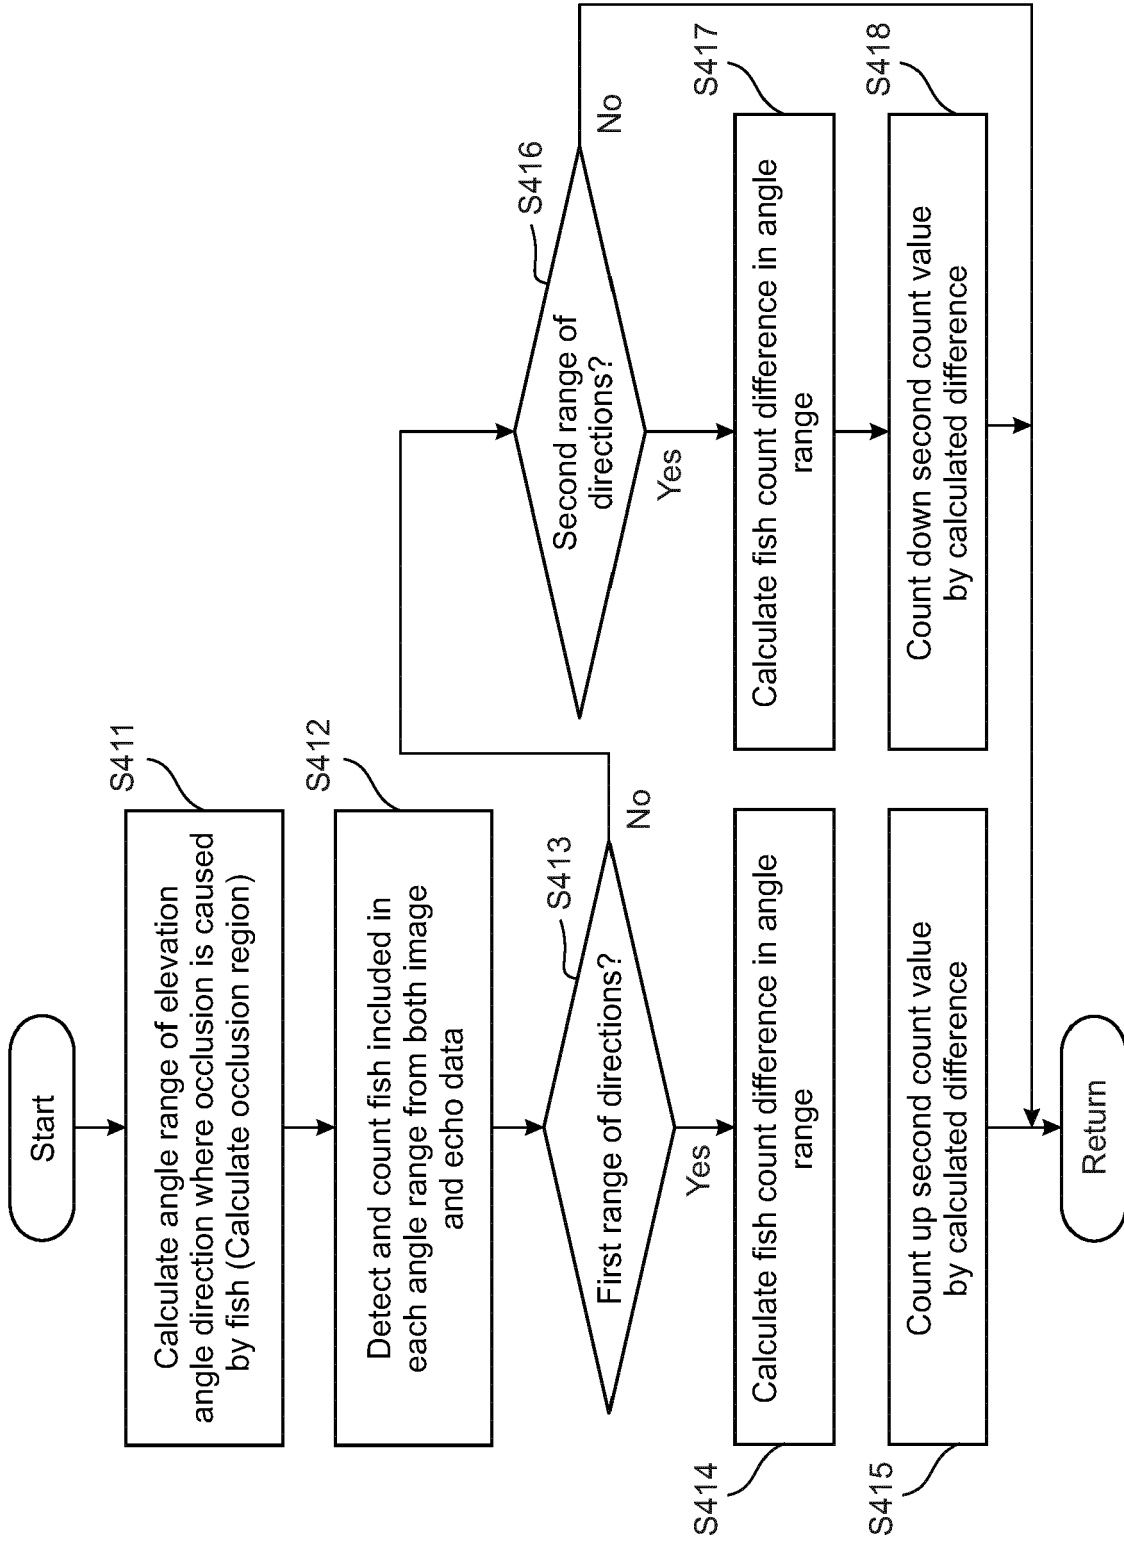 Start
S411
Calculate angle range of elevation
angle direction where occlusion is caused
by fish (Calculate occlusion region)
S412
Detect and count fish included in
each angle range from both image
and echo data
S413
First range of directions?
No
Yes
S414
Calculate fish count difference in angle
range
S415
Count up second count value
by calculated difference
S416
Second range of
directions?
No
Yes
S417
Calculate fish count difference in angle
range
S418
Count down second count value
by calculated difference
Return